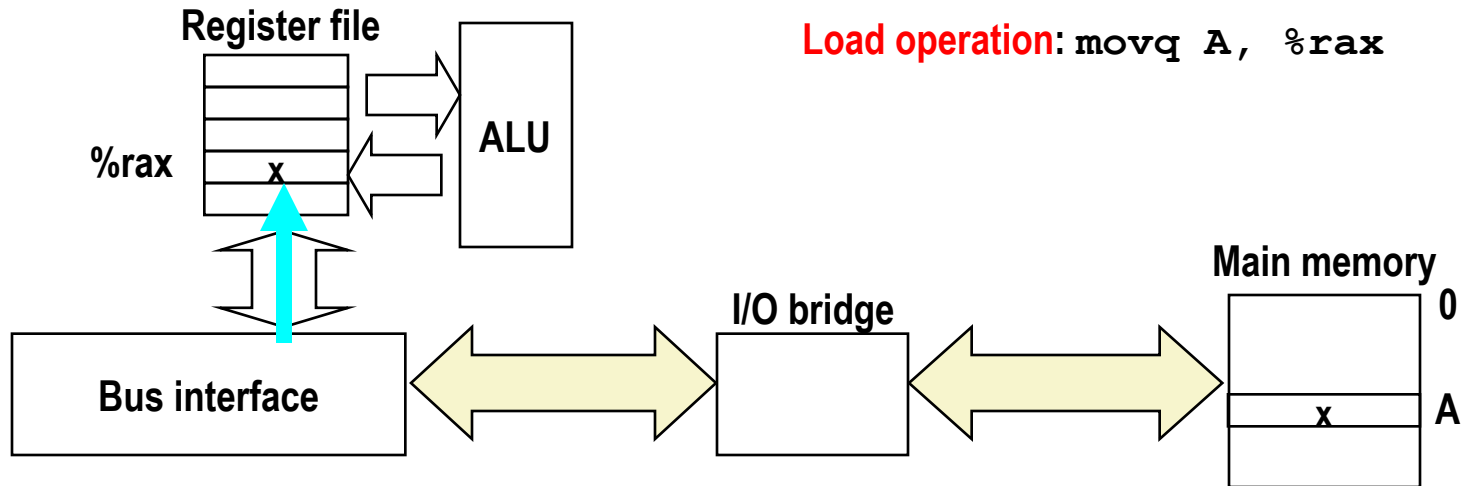 Register file
Load operation: movq A, %rax
ALU
%rax
x
Main memory
0
I/O bridge
Bus interface
x
A